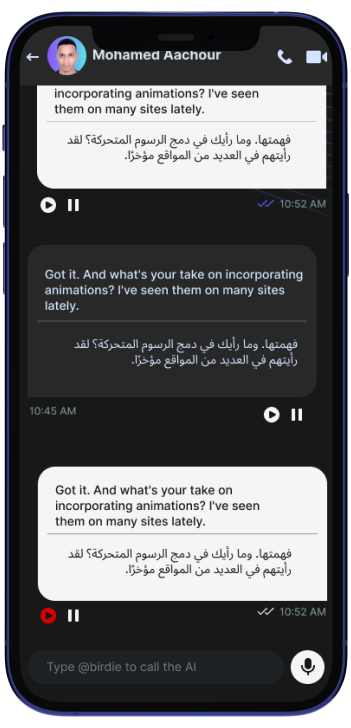 Mohamed Aachour
incorporating animations? I've seen
them on many sites lately.
فهمتها. وما رأيك في دمج الرسوم المتحركة؟ لقد
رأيتهم في العديد من المواقع مؤخرًا.
10:52 AM
Got it. And what's your take on incorporating
animations? I've seen them on many sites
lately.
فهمتها. وما رأيك في دمج الرسوم المتحركة؟ لقد
رأيتهم في العديد من المواقع مؤخرًا.
10:45 AM
Got it. And what's your take on
incorporating animations? I've seen
them on many sites lately.
فهمتها. وما رأيك في دمج الرسوم المتحركة؟ لقد
رأيتهم في العديد من المواقع مؤخرًا.
10:52 AM
Type @birdie to call the AI